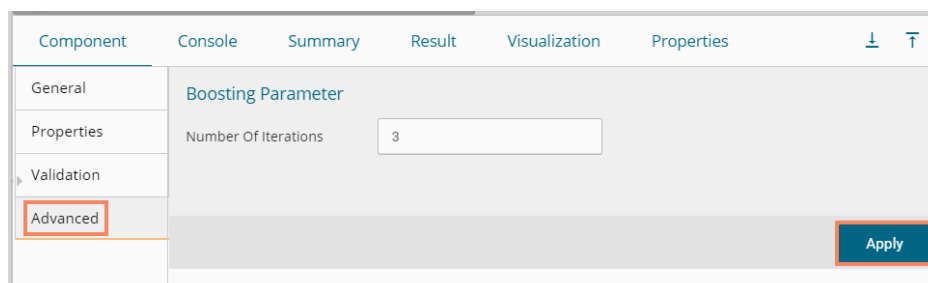 Component Console Summary Result Visualization Properties
General
Boosting Parameter
Properties
Number Of Iterations 3
Validation
Advanced
Apply